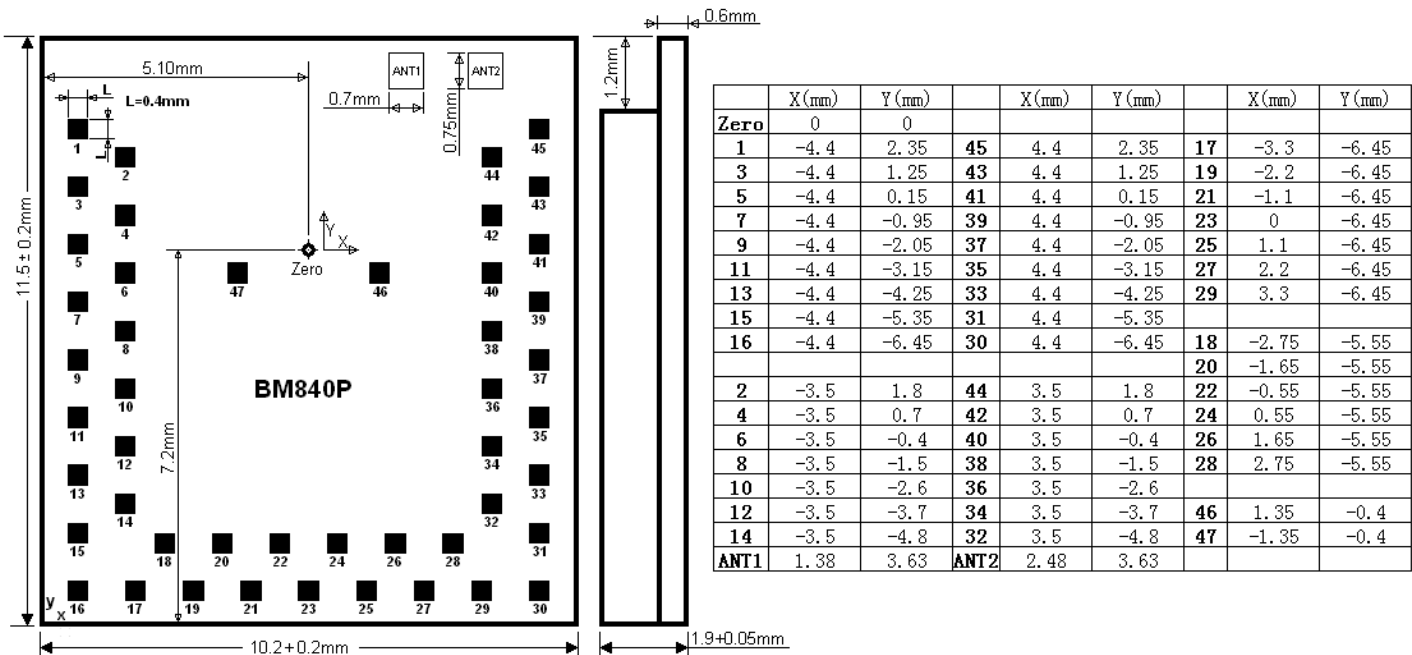 0.6mm
5.10mm
ANT1 ANT2
1.2mm
L
L=0.4mm
0.7mm
0.75mm
L
1 45
2 44
3 43
4 42
Y
X
Zero
5 41
47 46
6 40
11.5±0.2mm
7 39
8 38
9 37
BM840P
10 36
11 35
7.2mm
12 34
13 33
14 32
15 31
18 20 22 24 26 28
y
x
16 17 19 21 23 25 27 29 30
10.2+0.2mm
1.9+0.05mm
X(mm) Y(mm) X(mm) Y(mm) X(mm) Y(mm)
Zero 0 0
1 -4.4 2.35 45 4.4 2.35 17 -3.3 -6.45
3 -4.4 1.25 43 4.4 1.25 19 -2.2 -6.45
5 -4.4 0.15 41 4.4 0.15 21 -1.1 -6.45
7 -4.4 -0.95 39 4.4 -0.95 23 0 -6.45
9 -4.4 -2.05 37 4.4 -2.05 25 1.1 -6.45
11 -4.4 -3.15 35 4.4 -3.15 27 2.2 -6.45
13 -4.4 -4.25 33 4.4 -4.25 29 3.3 -6.45
15 -4.4 -5.35 31 4.4 -5.35
16 -4.4 -6.45 30 4.4 -6.45 18 -2.75 -5.55
20 -1.65 -5.55
2 -3.5 1.8 44 3.5 1.8 22 -0.55 -5.55
4 -3.5 0.7 42 3.5 0.7 24 0.55 -5.55
6 -3.5 -0.4 40 3.5 -0.4 26 1.65 -5.55
8 -3.5 -1.5 38 3.5 -1.5 28 2.75 -5.55
10 -3.5 -2.6 36 3.5 -2.6
12 -3.5 -3.7 34 3.5 -3.7 46 1.35 -0.4
14 -3.5 -4.8 32 3.5 -4.8 47 -1.35 -0.4
ANT1 1.38 3.63 ANT2 2.48 3.63